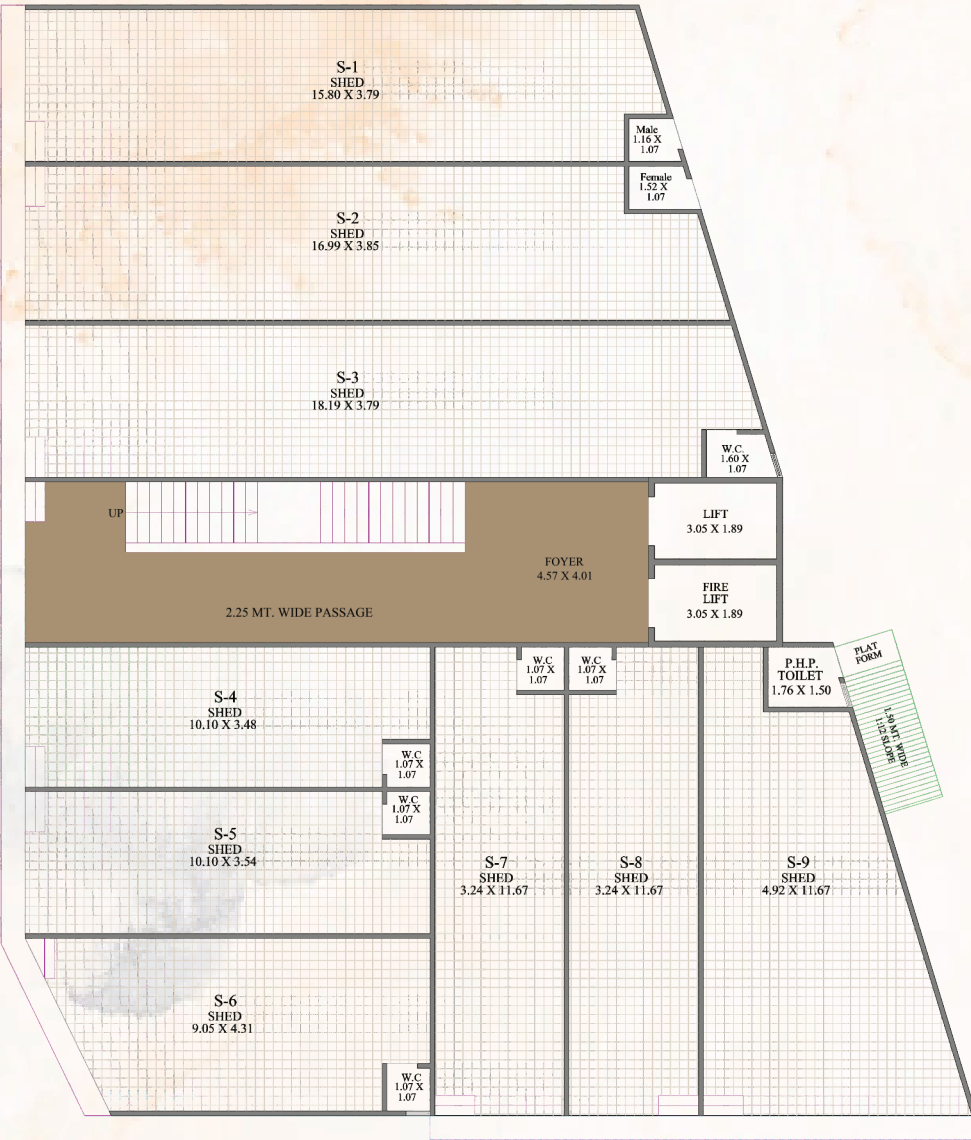 S-1
SHED
15.80 X 3.79
Male
1.16 X
1.07
Female
1.52 X
1.07
S-2
SHED
16.99 X 3.85
S-3
SHED
18.19 X 3.79
W.C.
1.60 X
1.07
UP
LIFT
3.05 X 1.89
FOYER
4.57 X 4.01
FIRE
LIFT
3.05 X 1.89
2.25 MT. WIDE PASSAGE
PLAT
FORM
W.C
1.07 X
1.07
W.C
1.07 X
1.07
P.H.P.
TOILET
1.76 X 1.50
1.50 MT. WIDE
1:12 SLOPE
S-4
SHED
10.10 X 3.48
W.C
1.07 X
1.07
W.C
1.07 X
1.07
S-5
SHED
10.10 X 3.54
S-7
SHED
3.24 X 11.67
S-8
SHED
3.24 X 11.67
S-9
SHED
4.92 X 11.67
S-6
SHED
9.05 X 4.31
W.C
1.07 X
1.07